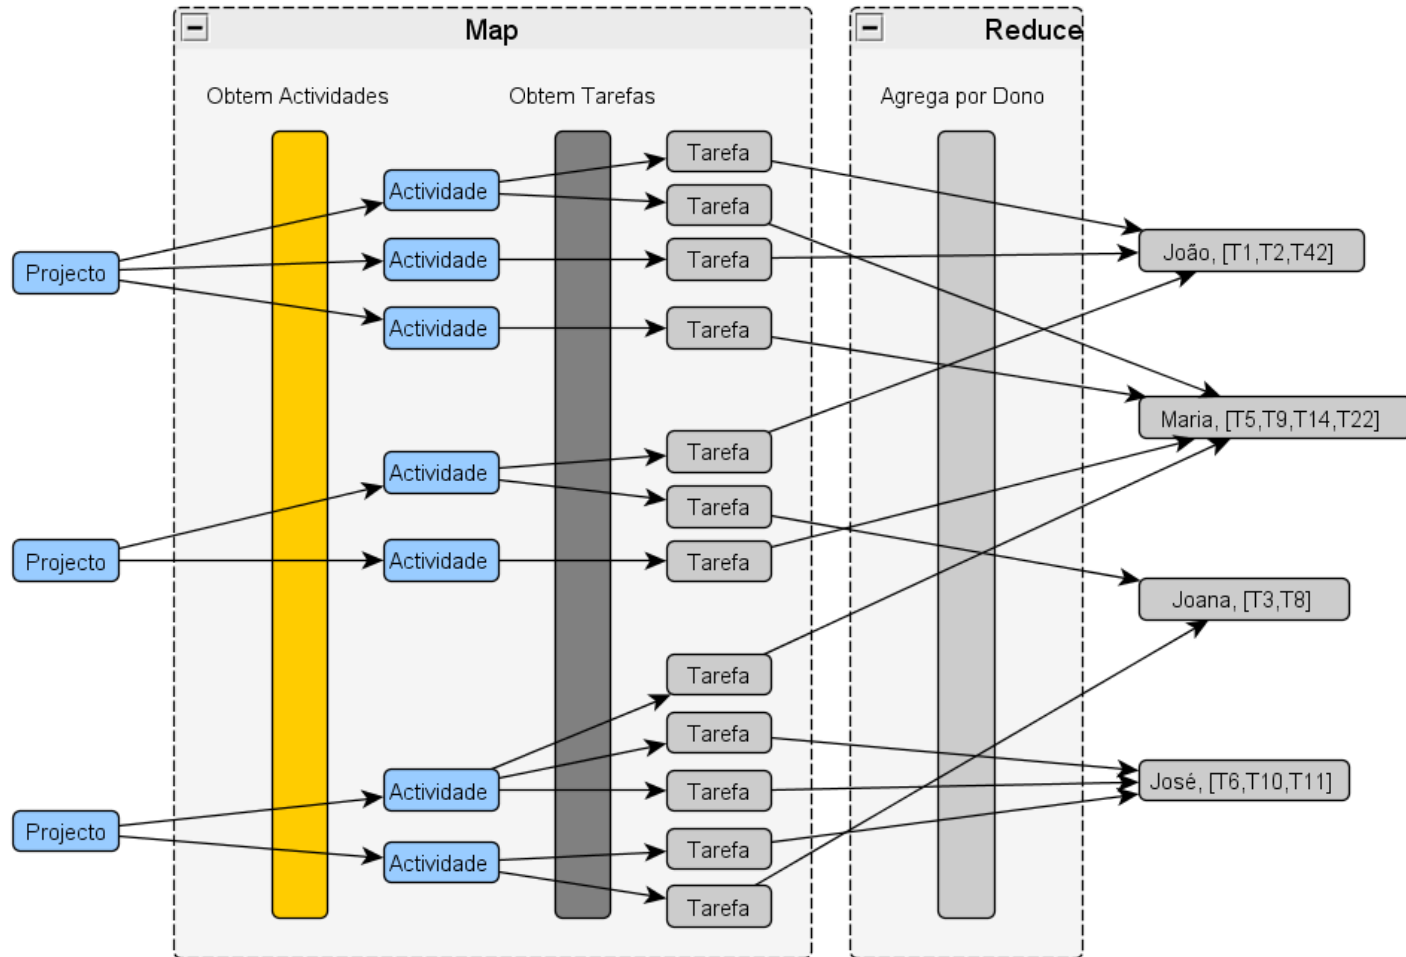 Map
Reduce
Obtem Actividades
Obtem Tarefas
Agrega por Dono
Tarefa
Actividade
Tarefa
João, [T1,T2,T42]
Projecto
Actividade
Tarefa
Actividade
Tarefa
Maria, [T5,T9,T14,T22]
Tarefa
Actividade
Tarefa
Projecto
Actividade
Tarefa
Joana, [T3,T8]
Tarefa
Tarefa
José, [T6,T10,T11]
Actividade
Tarefa
Projecto
Tarefa
Actividade
Tarefa